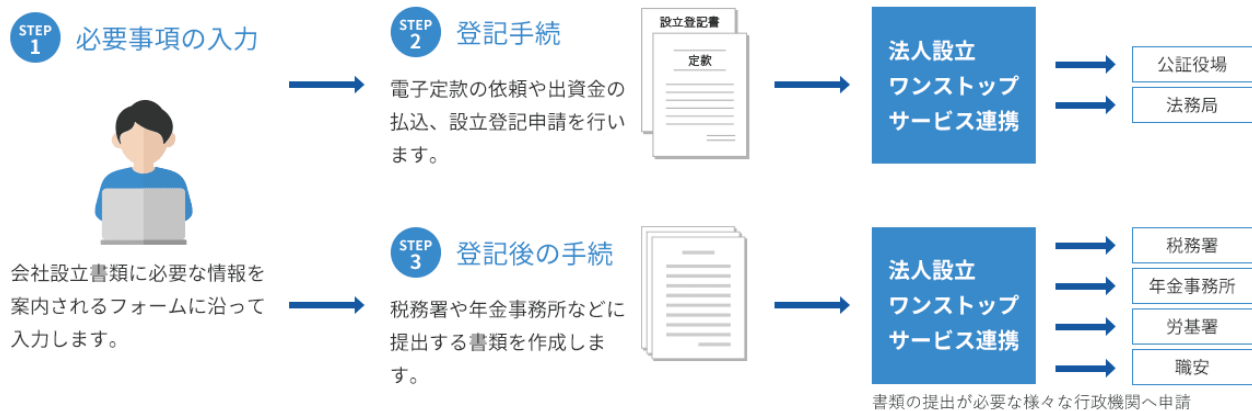 STEP
1
必要事項の入力
会社設立書類に必要な情報を
案内されるフォームに沿って
入力します。
STEP
2
登記手続
電子定款の依頼や出資金の
払込、設立登記申請を行い
ます。
設立登記書
定款
法人設立
ワンストップ
サービス連携
公証役場
法務局
STEP
3
登記後の手続
税務署や年金事務所などに
提出する書類を作成しま
す。
法人設立
ワンストップ
サービス連携
税務署
年金事務所
労基署
職安
書類の提出が必要な様々な行政機関へ申請